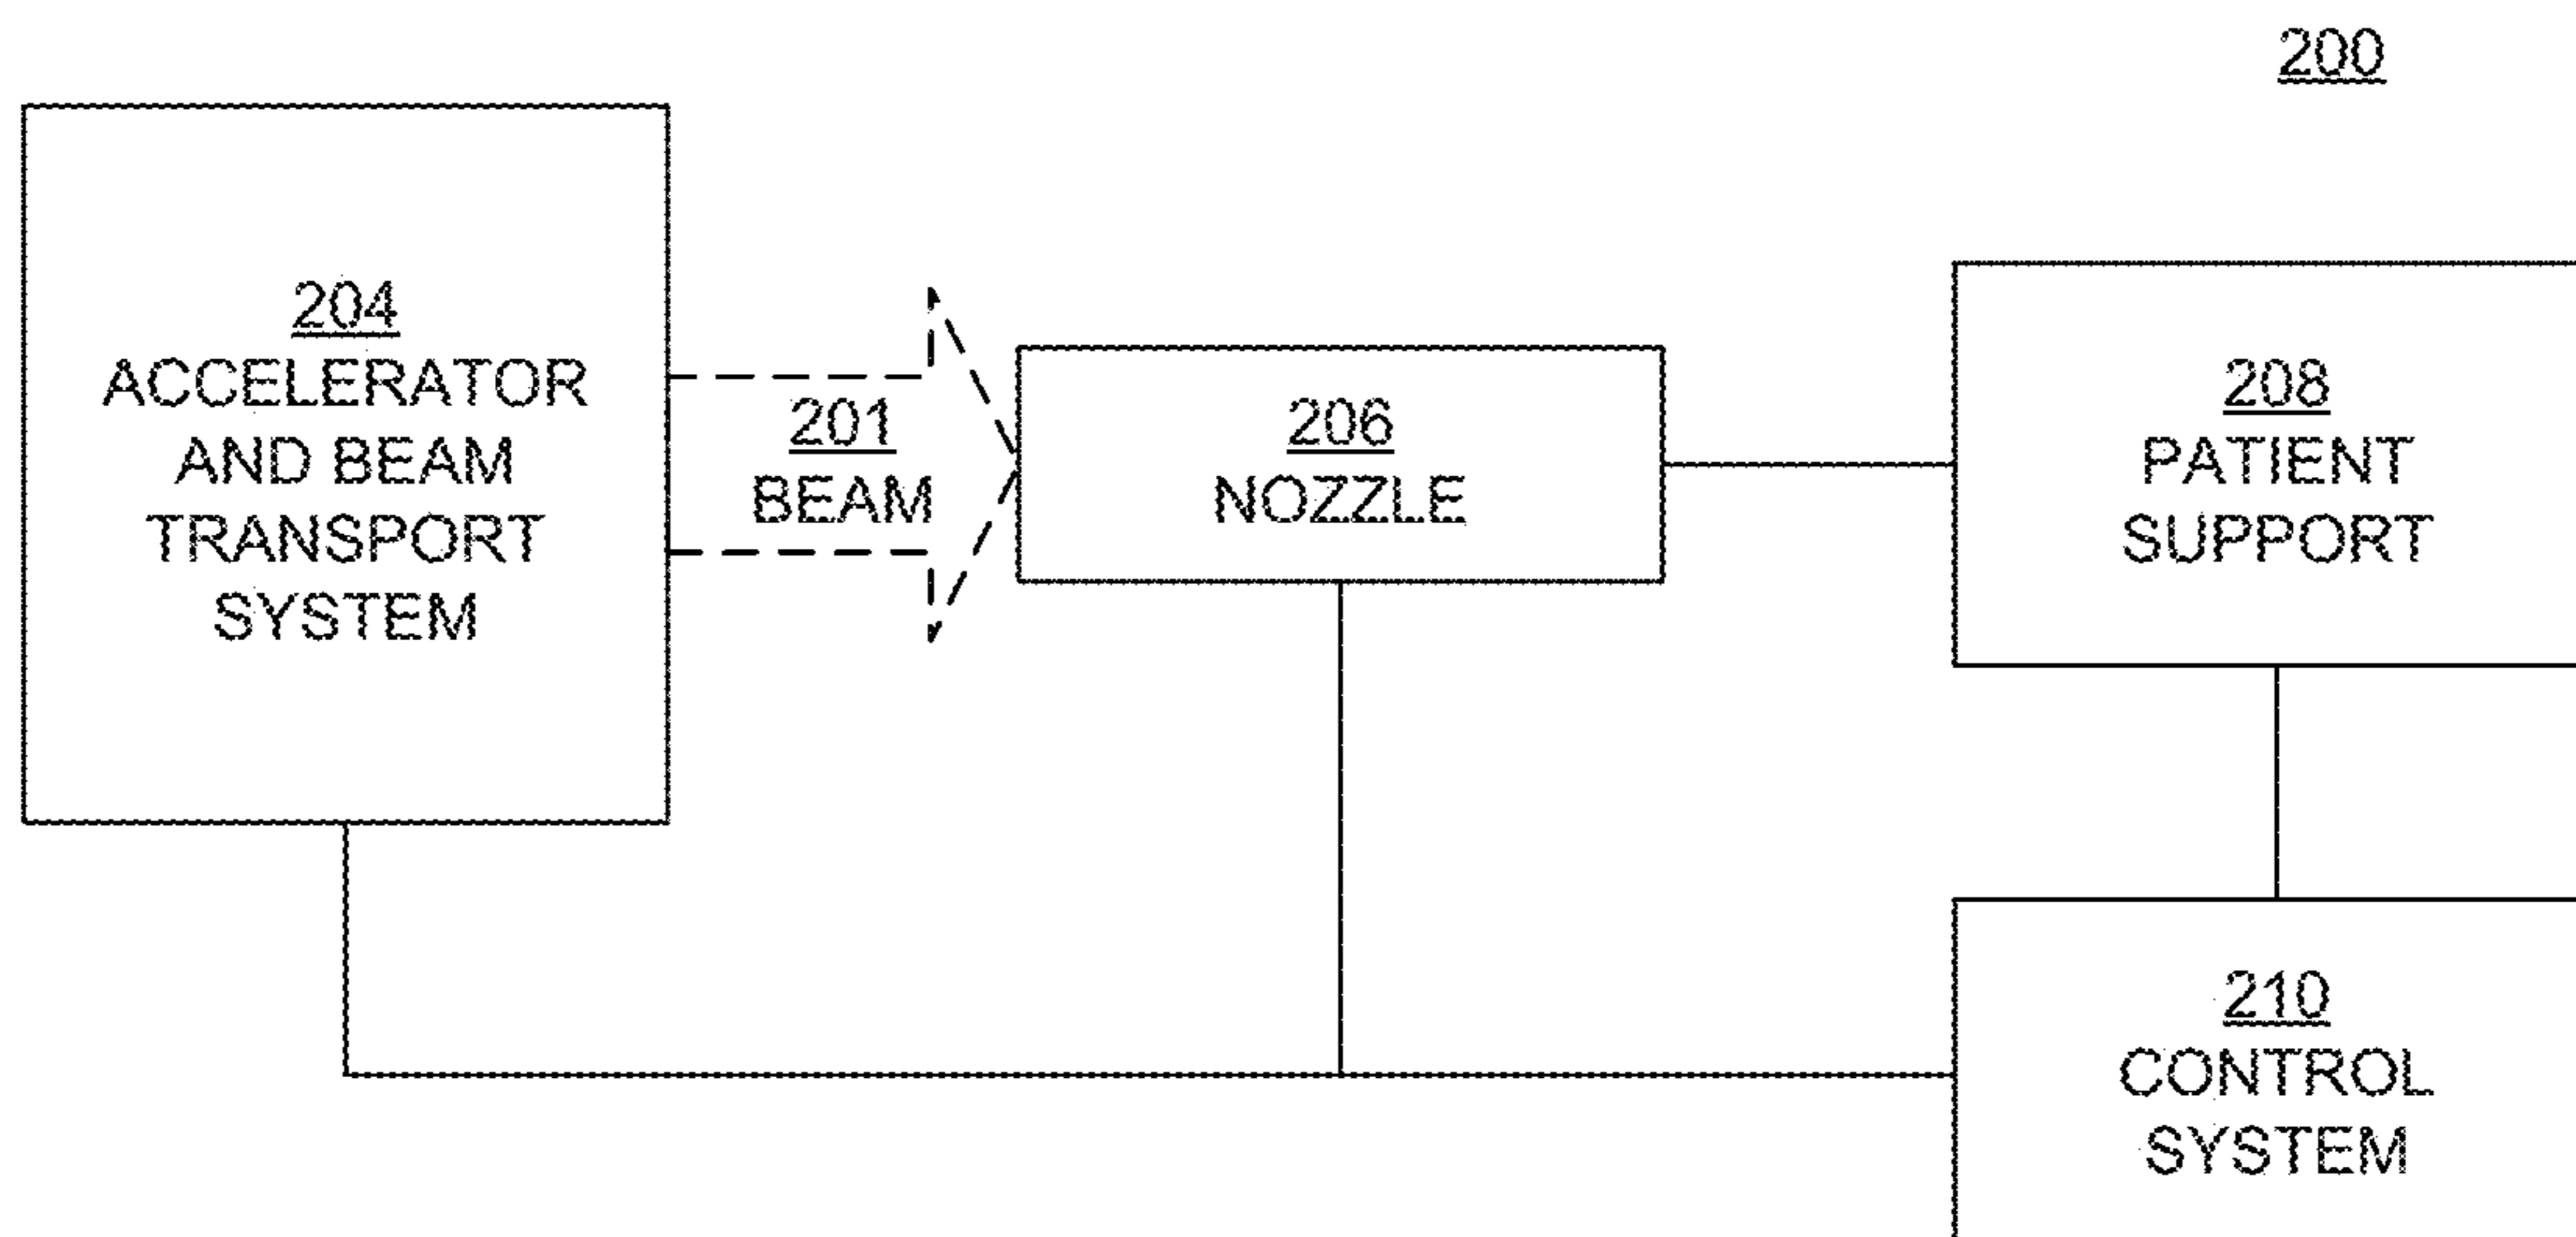 200
204
ACCELERATOR
AND BEAM
TRANSPORT
SYSTEM
201
BEAM
206
NOZZLE
208
PATIENT
SUPPORT
210
CONTROL
SYSTEM